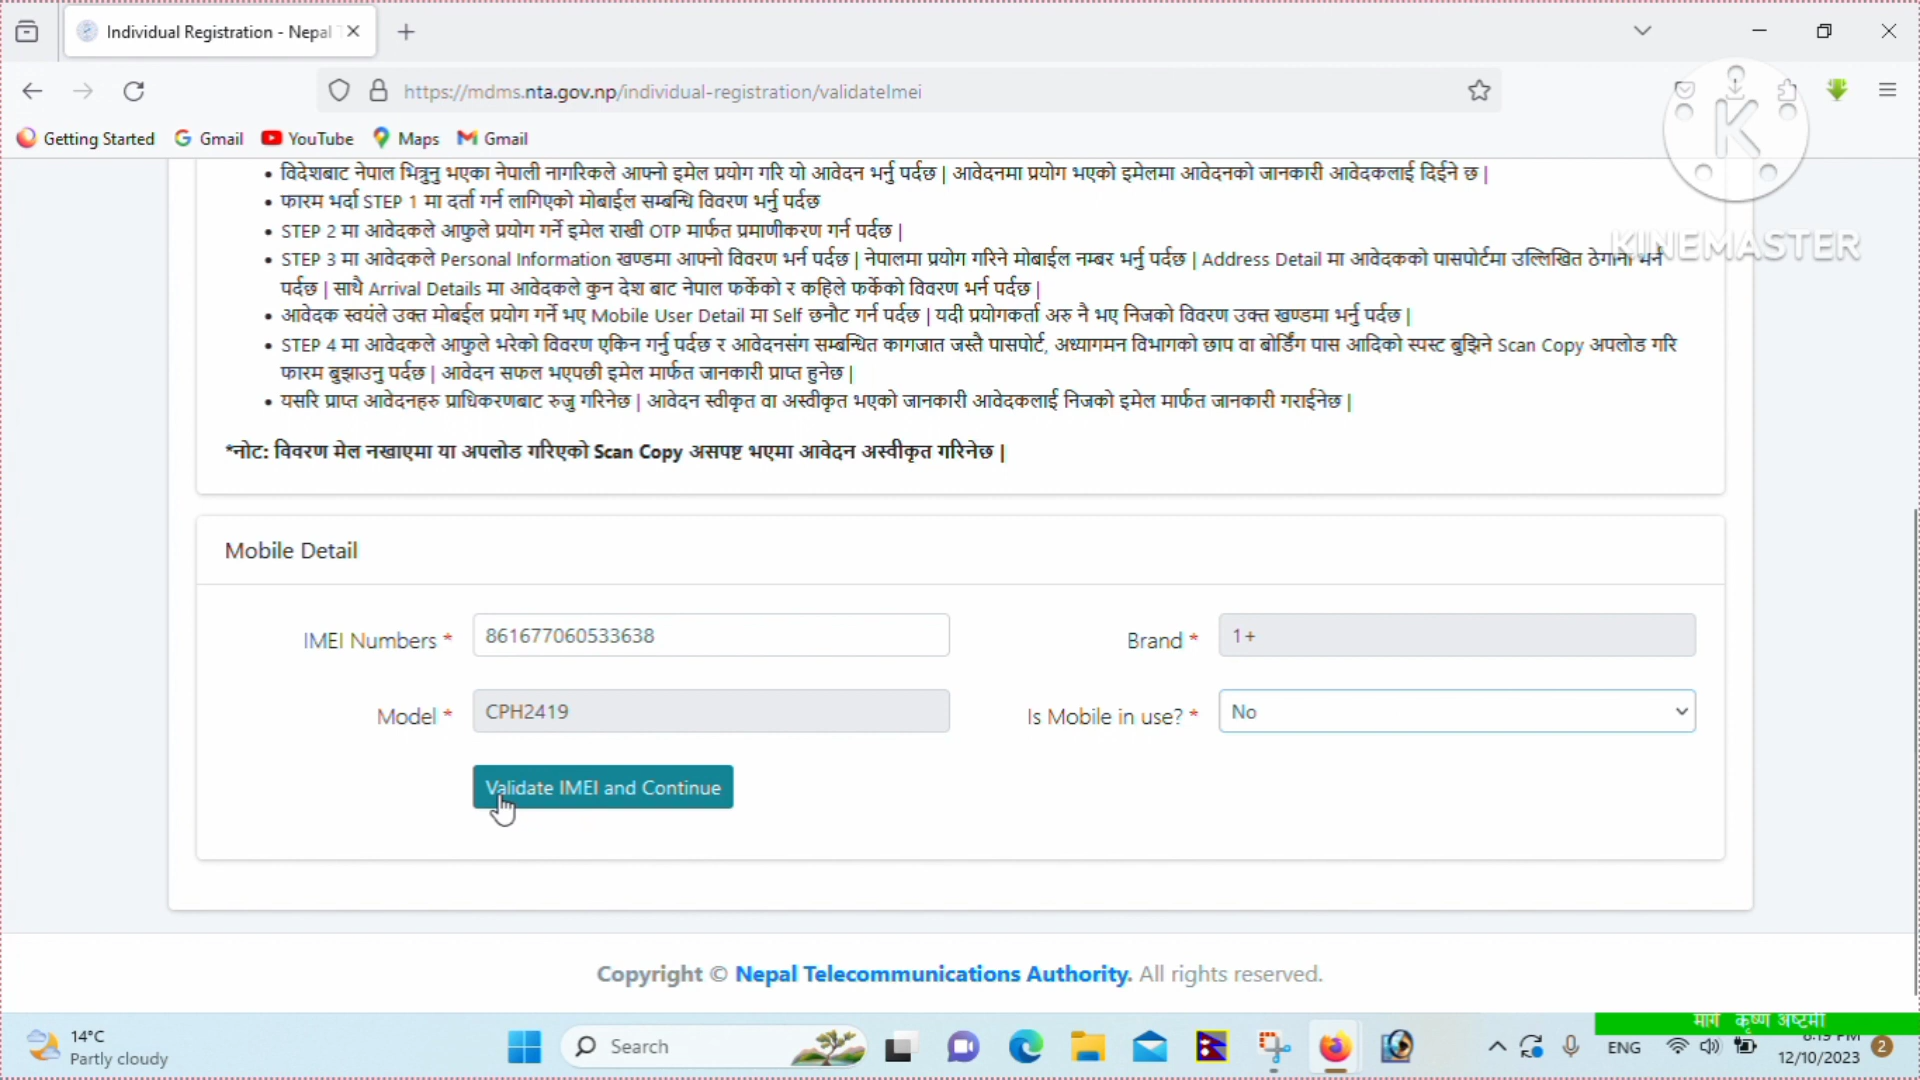 Individual Registration - Nepal
https://mdms.nta.gov.np/individual-registration/validateImei
Getting Started
Gmail
YouTube
Maps
Gmail
K
KINEMASTER
• विदेशबाट नेपाल भित्रुनु भएका नेपाली नागरिकले आफ्नो इमेल प्रयोग गरि यो आवेदन भर्नु पर्दछ | आवेदनमा प्रयोग भएको इमेलमा आवेदनको जानकारी आवेदकलाई दिईने छ |
• फारम भर्दा STEP 1 मा दर्ता गर्न लागिएको मोबाईल सम्बन्धि विवरण भर्नु पर्दछ
• STEP 2 मा आवेदकले आफुले प्रयोग गर्ने इमेल राखी OTP मार्फत प्रमाणीकरण गर्न पर्दछ |
• STEP 3 मा आवेदकले Personal Information खण्डमा आफ्नो विवरण भर्न पर्दछ | नेपालमा प्रयोग गरिने मोबाईल नम्बर भर्नु पर्दछ | Address Detail मा आवेदकको पासपोर्टमा उल्लिखित ठेगाना भर्न
पर्दछ | साथै Arrival Details मा आवेदकले कुन देश बाट नेपाल फर्केको र कहिले फर्केको विवरण भर्न पर्दछ |
• आवेदक स्वयंले उक्त मोबईल प्रयोग गर्ने भए Mobile User Detail मा Self छनौट गर्न पर्दछ | यदी प्रयोगकर्ता अरु नै भए निजको विवरण उक्त खण्डमा भर्नु पर्दछ |
• STEP 4 मा आवेदकले आफुले भरेको विवरण एकिन गर्नु पर्दछ र आवेदनसंग सम्बन्धित कागजात जस्तै पासपोर्ट, अध्यागमन विभागको छाप वा बोर्डिंग पास आदिको स्पस्ट बुझिने Scan Copy अपलोड गरि
फारम बुझाउनु पर्दछ | आवेदन सफल भएपछी इमेल मार्फत जानकारी प्राप्त हुनेछ |
• यसरि प्राप्त आवेदनहरु प्राधिकरणबाट रुजु गरिनेछ | आवेदन स्वीकृत वा अस्वीकृत भएको जानकारी आवेदकलाई निजको इमेल मार्फत जानकारी गराईनेछ |
*नोट: विवरण मेल नखाएमा या अपलोड गरिएको Scan Copy असपष्ट भएमा आवेदन अस्वीकृत गरिनेछ |
Mobile Detail
IMEI Numbers * 861677060533638
Brand * 1+
Model * CPH2419
Is Mobile in use? * No
Validate IMEI and Continue
Copyright © Nepal Telecommunications Authority. All rights reserved.
14°C
Partly cloudy
Search
ENG
मार्ग कृष्ण अष्टमी
12/10/2023
2